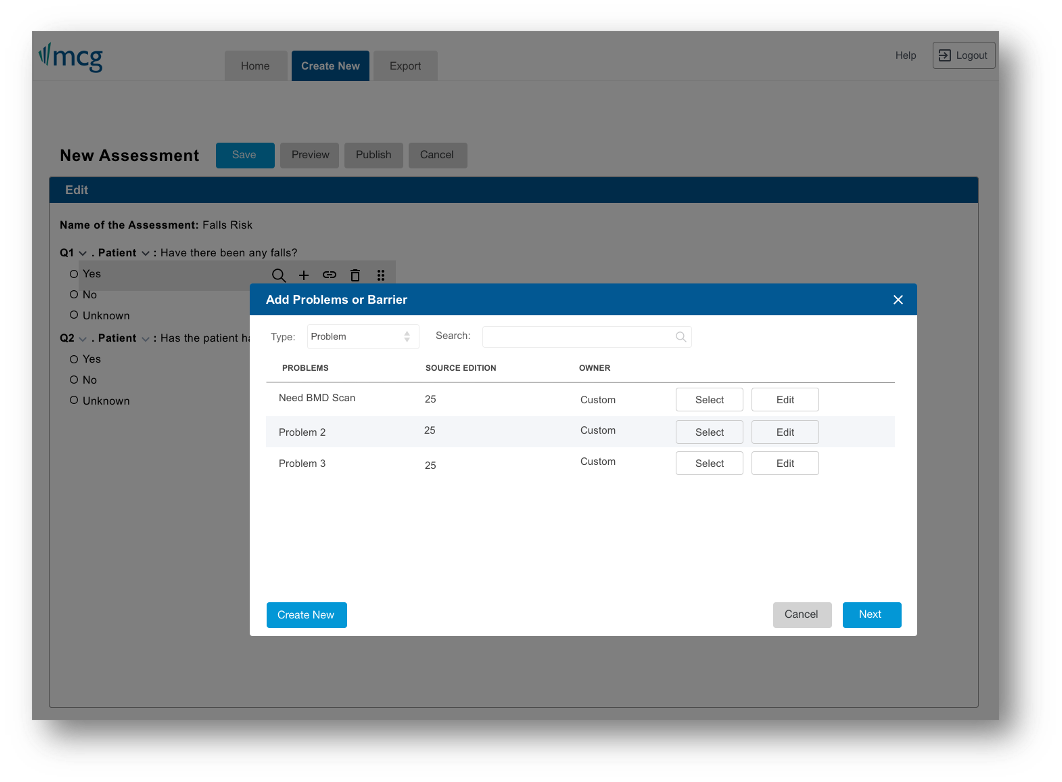 mcg
Home Create New Export
Help Logout
New Assessment Save Preview Publish Cancel
Edit
Name of the Assessment: Falls Risk
Q1 . Patient : Have there been any falls?
Yes
No
Unknown
Q2 . Patient : Has the patient
Yes
No
Unknown
Add Problems or Barrier
Type: Problem Search:
PROBLEMS SOURCE EDITION OWNER
Need BMD Scan 25 Custom Select Edit
Problem 2 25 Custom Select Edit
Problem 3 25 Custom Select Edit
Create New Cancel Next